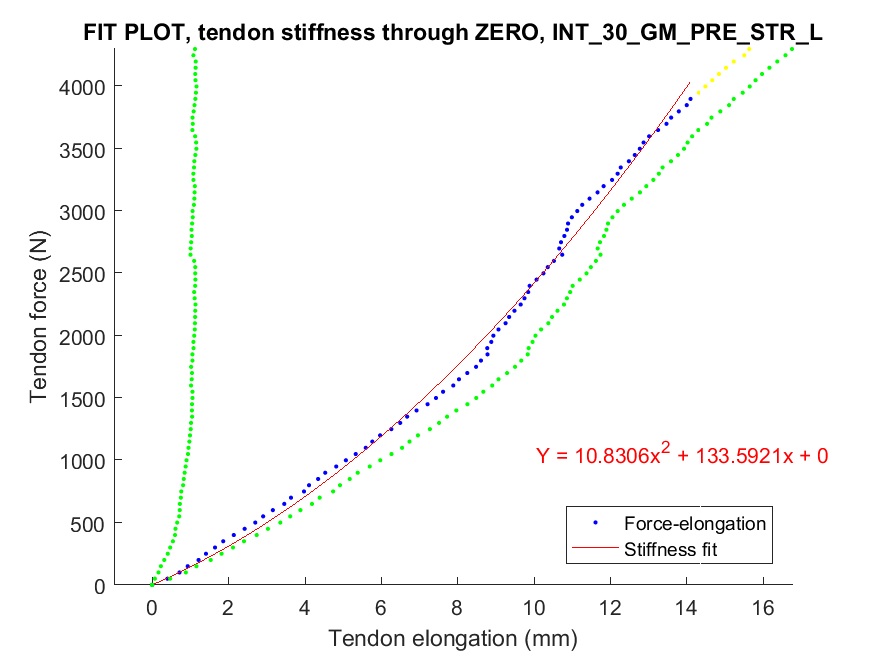 FIT PLOT, tendon stiffness through ZERO, INT_30_GM_PRE_STR_L
4000
3500
3000
2500
2000
1500
1000
500
0
Tendon force (N)
Y = 10.8306x² + 133.5921x + 0
Force-elongation
Stiffness fit
0 2 4 6 8 10 12 14 16
Tendon elongation (mm)